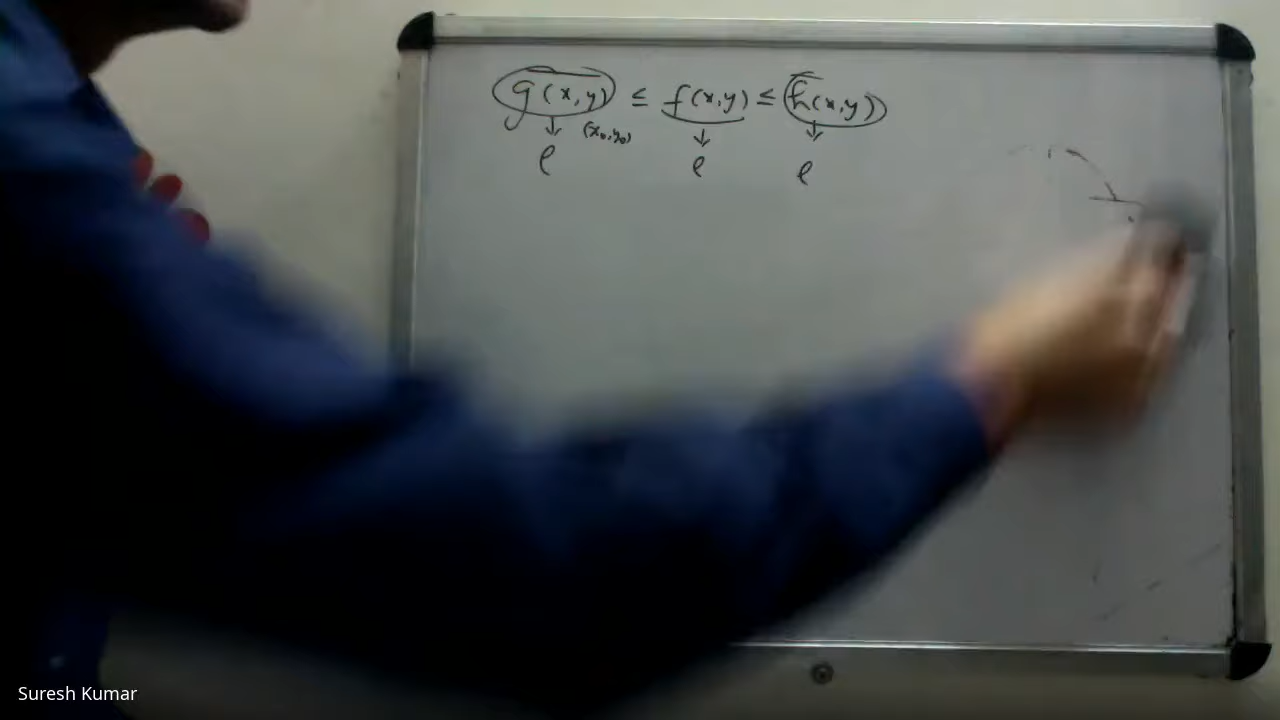 g(x,y) ≤ f(x,y) ≤ h(x,y)
↓ (x₀,y₀) ↓ ↓
ℓ ℓ ℓ
Suresh Kumar